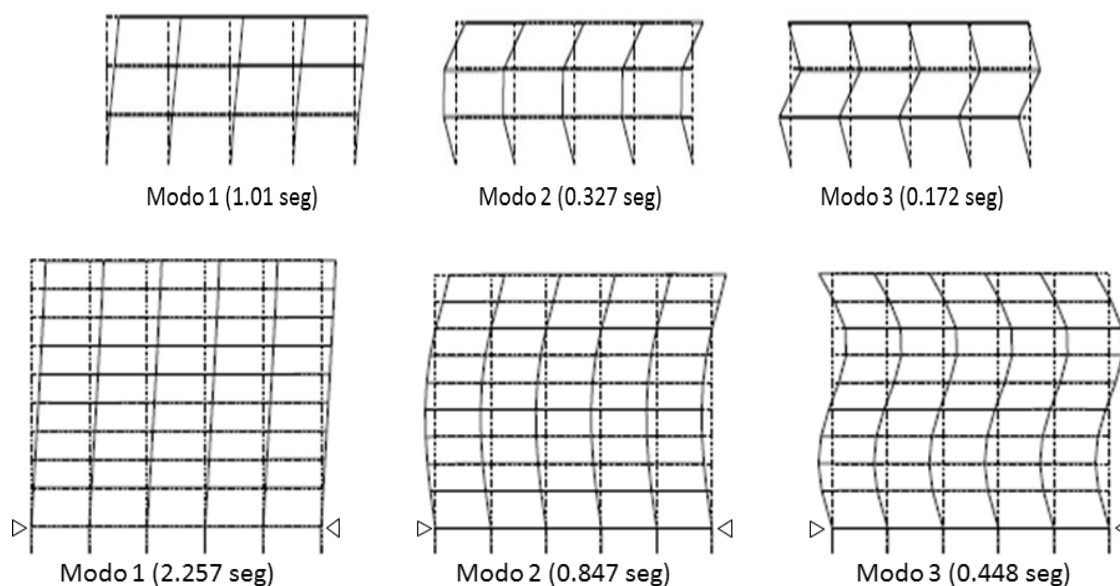 Modo 1 (1.01 seg)
Modo 2 (0.327 seg)
Modo 3 (0.172 seg)
Modo 1 (2.257 seg)
Modo 2 (0.847 seg)
Modo 3 (0.448 seg)